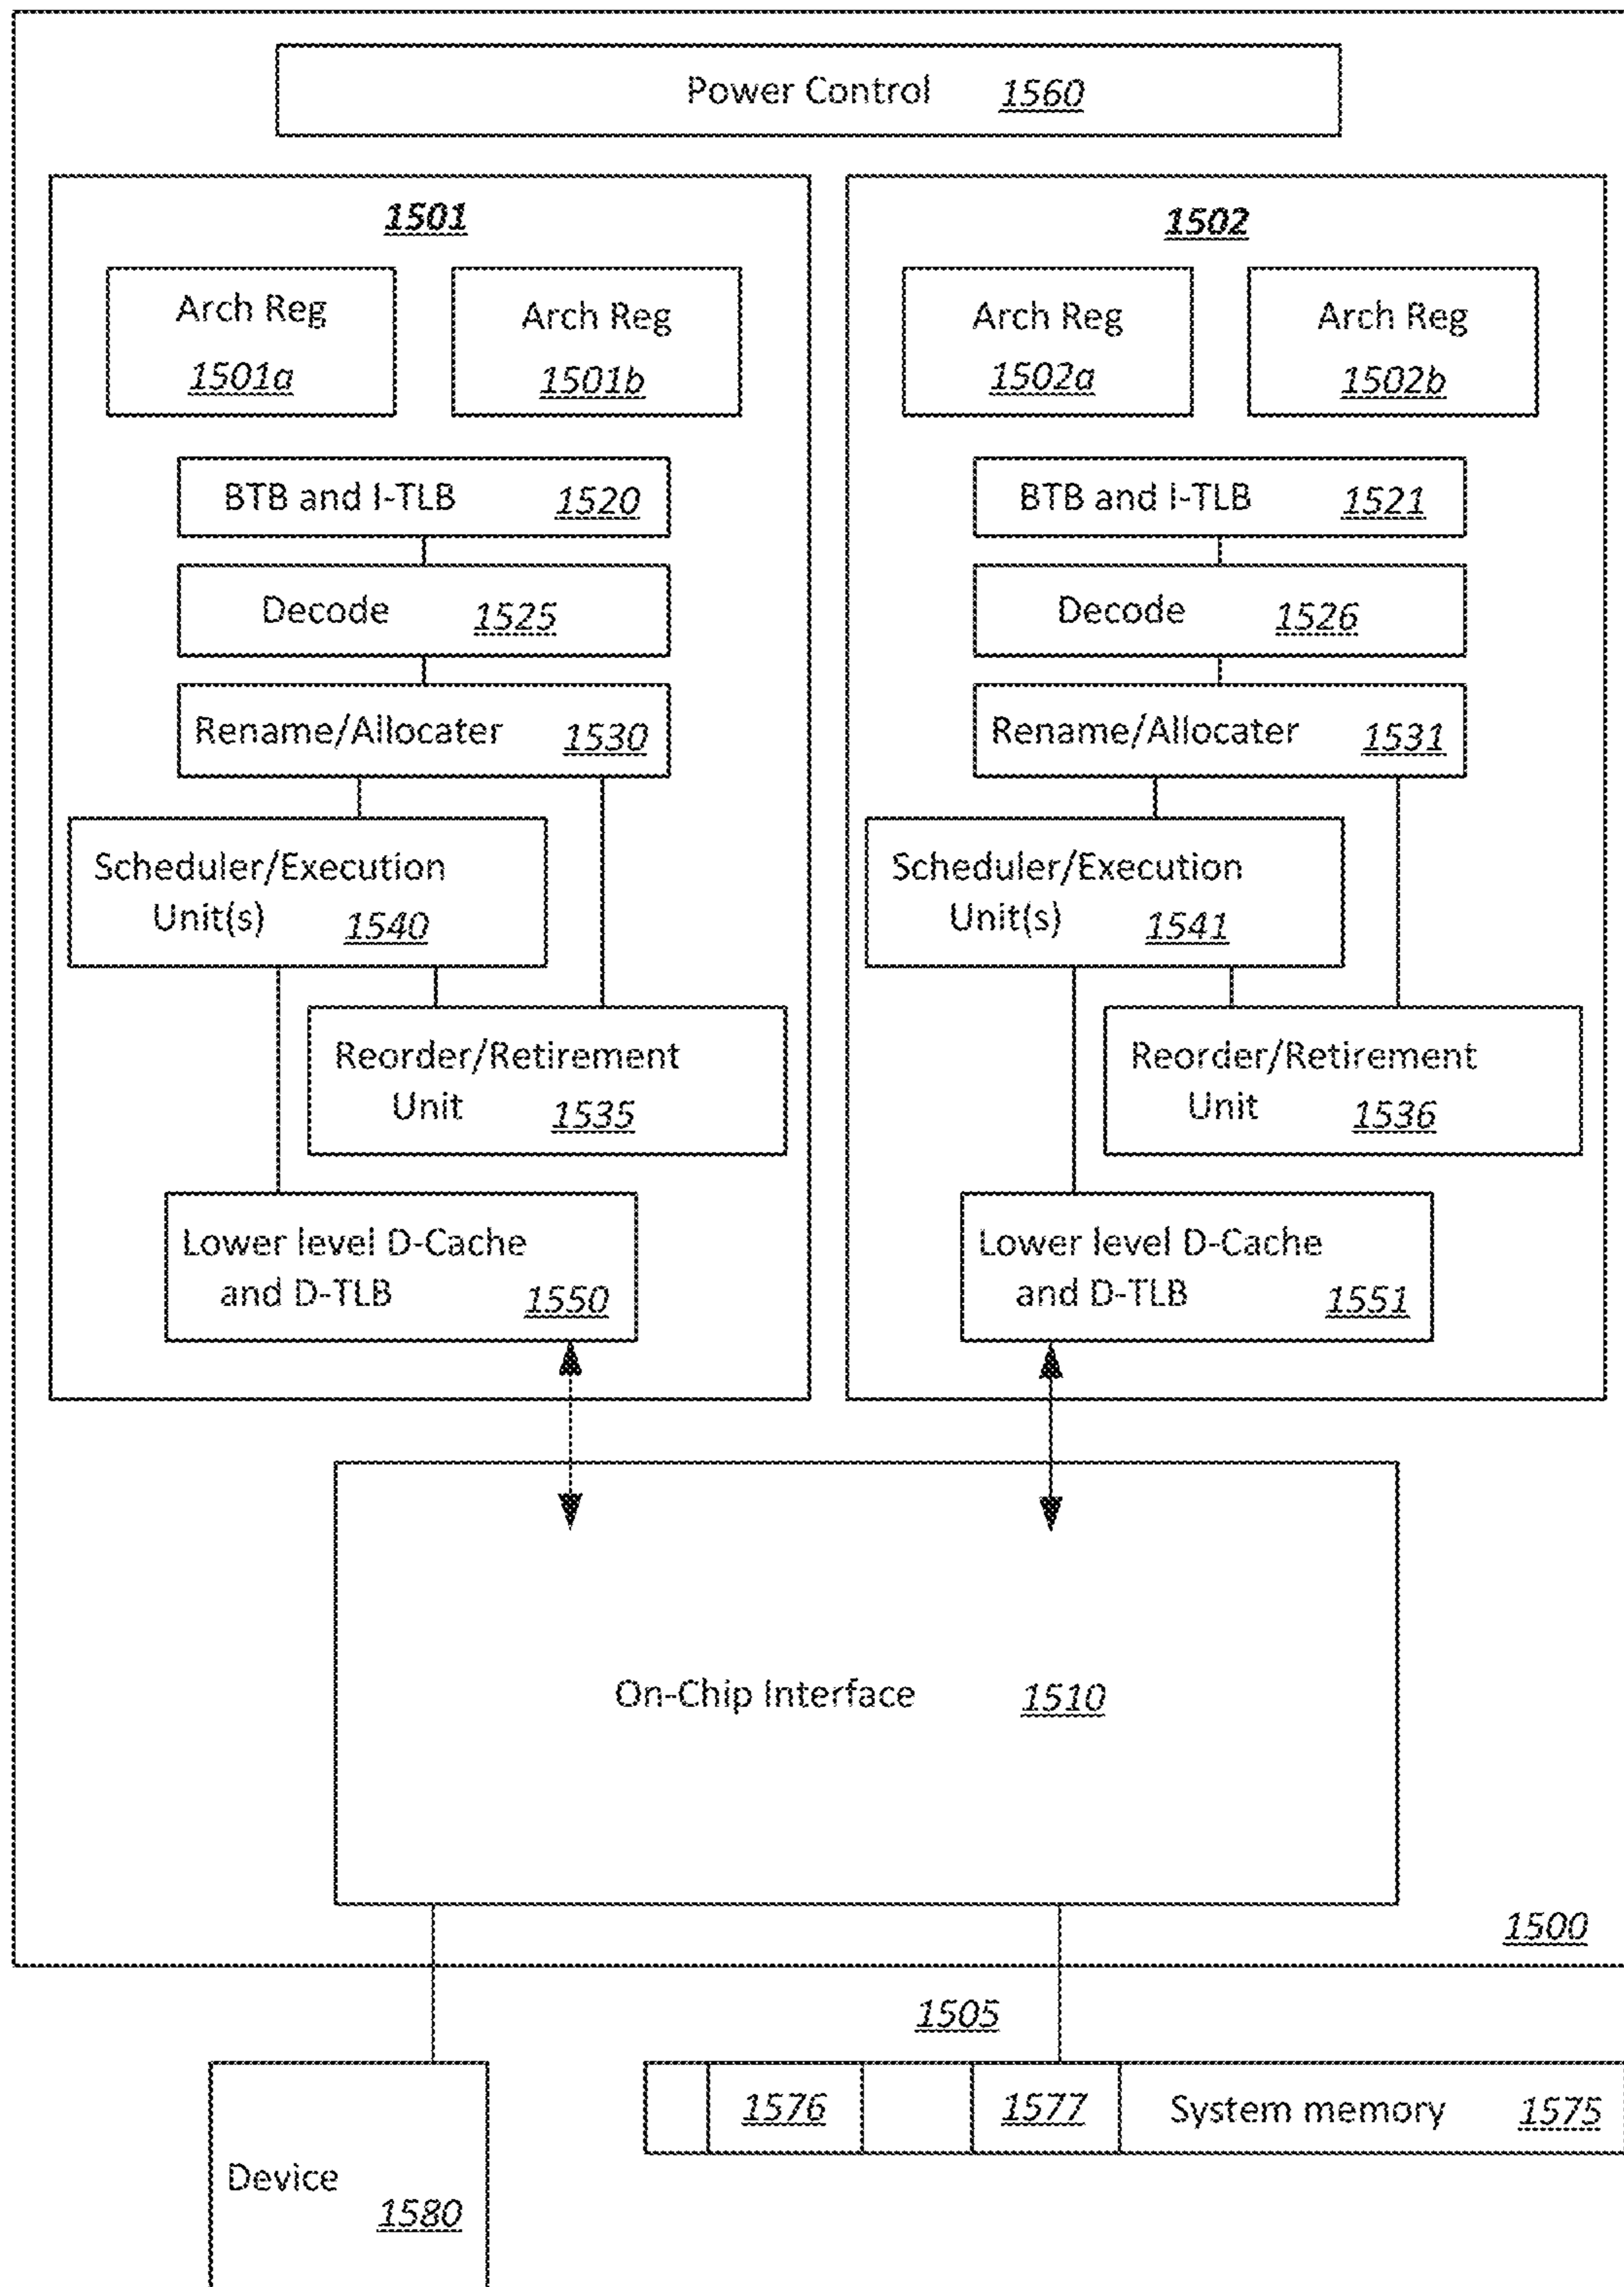 Power Control 1560
1501
Arch Reg
1501a
Arch Reg
1501b
BTB and I-TLB 1520
Decode 1525
Rename/Allocater 1530
Scheduler/Execution
Unit(s) 1540
Reorder/Retirement
Unit 1535
Lower level D-Cache
and D-TLB 1550
1502
Arch Reg
1502a
Arch Reg
1502b
BTB and I-TLB 1521
Decode 1526
Rename/Allocater 1531
Scheduler/Execution
Unit(s) 1541
Reorder/Retirement
Unit 1536
Lower level D-Cache
and D-TLB 1551
On-Chip Interface 1510
1500
1505
1576
1577
System memory 1575
Device
1580